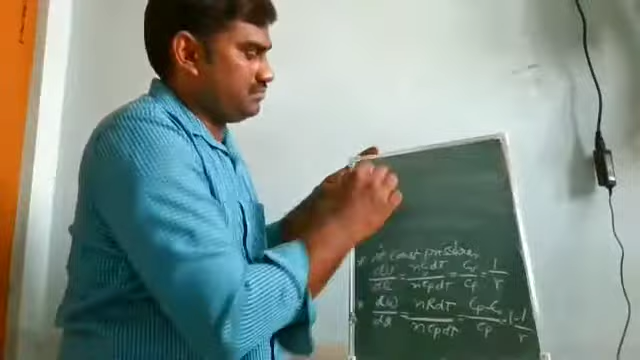 * At const pressure
dU/dQ = nCvdT/nCpdT = Cv/Cp = 1/r
* dW/dQ = nRdT/nCpdT = Cp-Cv/Cp = 1-1/r